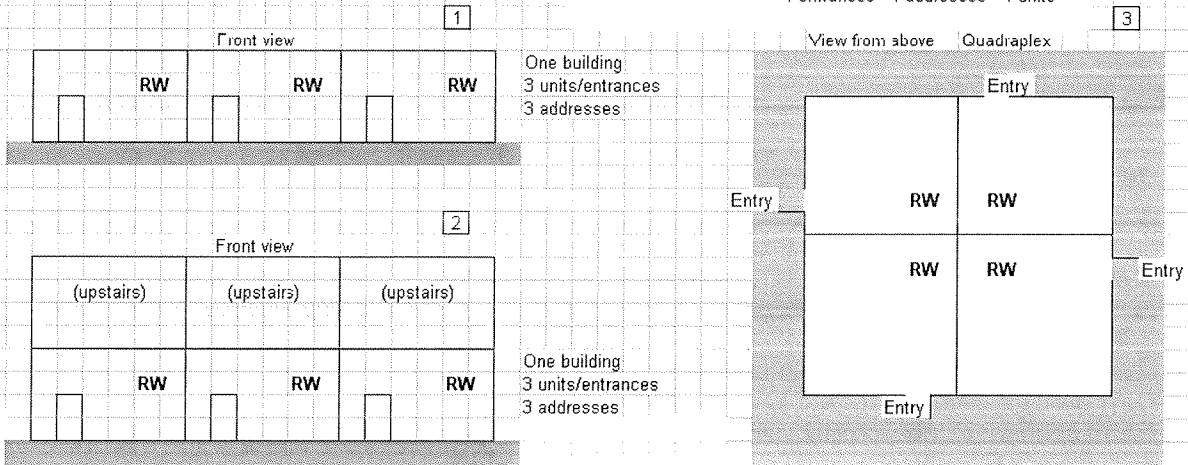 1
Front view
RW RW RW
One building
3 units/entrances
3 addresses
2
Front view
(upstairs) (upstairs) (upstairs)
RW RW RW
One building
3 units/entrances
3 addresses
3
View from above Quadraplex
Entry
Entry
RW RW
RW RW
Entry
Entry